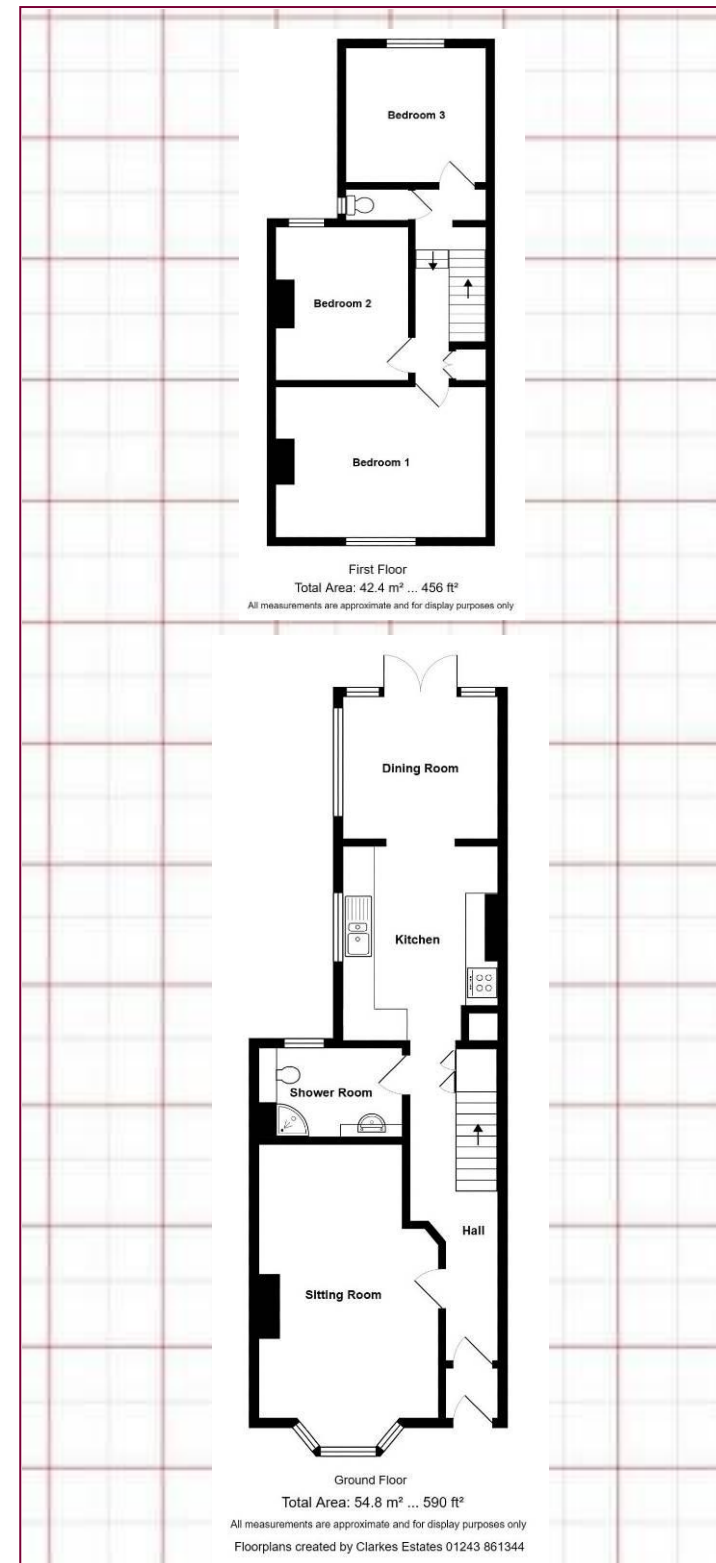 Bedroom 3
Bedroom 2
Bedroom 1
First Floor
Total Area: 42.4 m² ... 456 ft²
All measurements are approximate and for display purposes only
Dining Room
Kitchen
Shower Room
Hall
Sitting Room
Ground Floor
Total Area: 54.8 m² ... 590 ft²
All measurements are approximate and for display purposes only
Floorplans created by Clarkes Estates 01243 861344